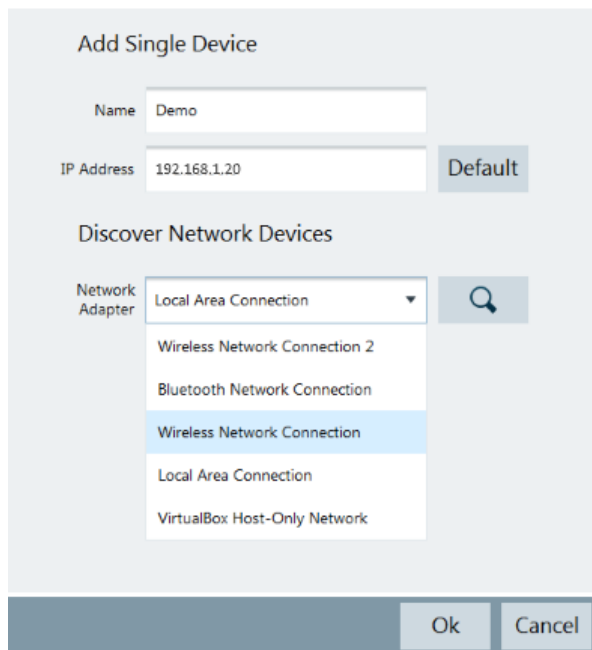 Add Single Device
Name Demo
IP Address 192.168.1.20 Default
Discover Network Devices
Network
Adapter
Local Area Connection
Wireless Network Connection 2
Bluetooth Network Connection
Wireless Network Connection
Local Area Connection
VirtualBox Host-Only Network
Ok Cancel